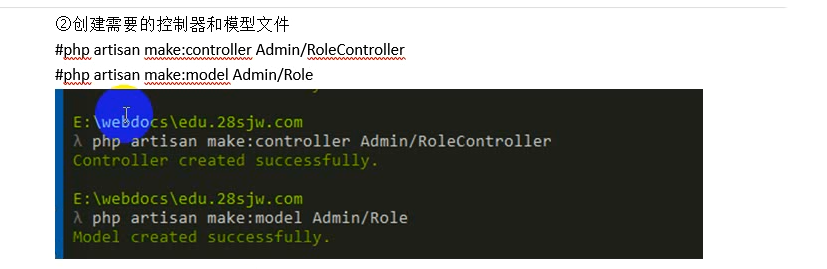 ②创建需要的控制器和模型文件
#php artisan make:controller Admin/RoleController
#php artisan make:model Admin/Role
E:\webdocs\edu.28sjw.com
λ php artisan make:controller Admin/RoleController
Controller created successfully.
E:\webdocs\edu.28sjw.com
λ php artisan make:model Admin/Role
Model created successfully.